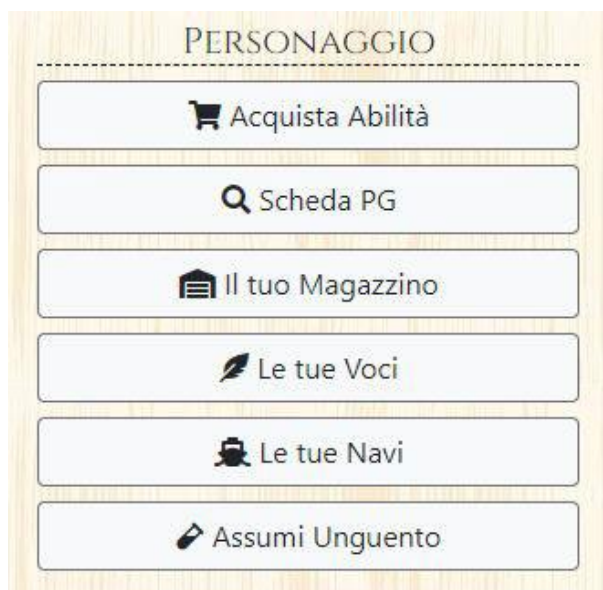 Personaggio
Acquista Abilità
Scheda PG
Il tuo Magazzino
Le tue Voci
Le tue Navi
Assumi Unguento